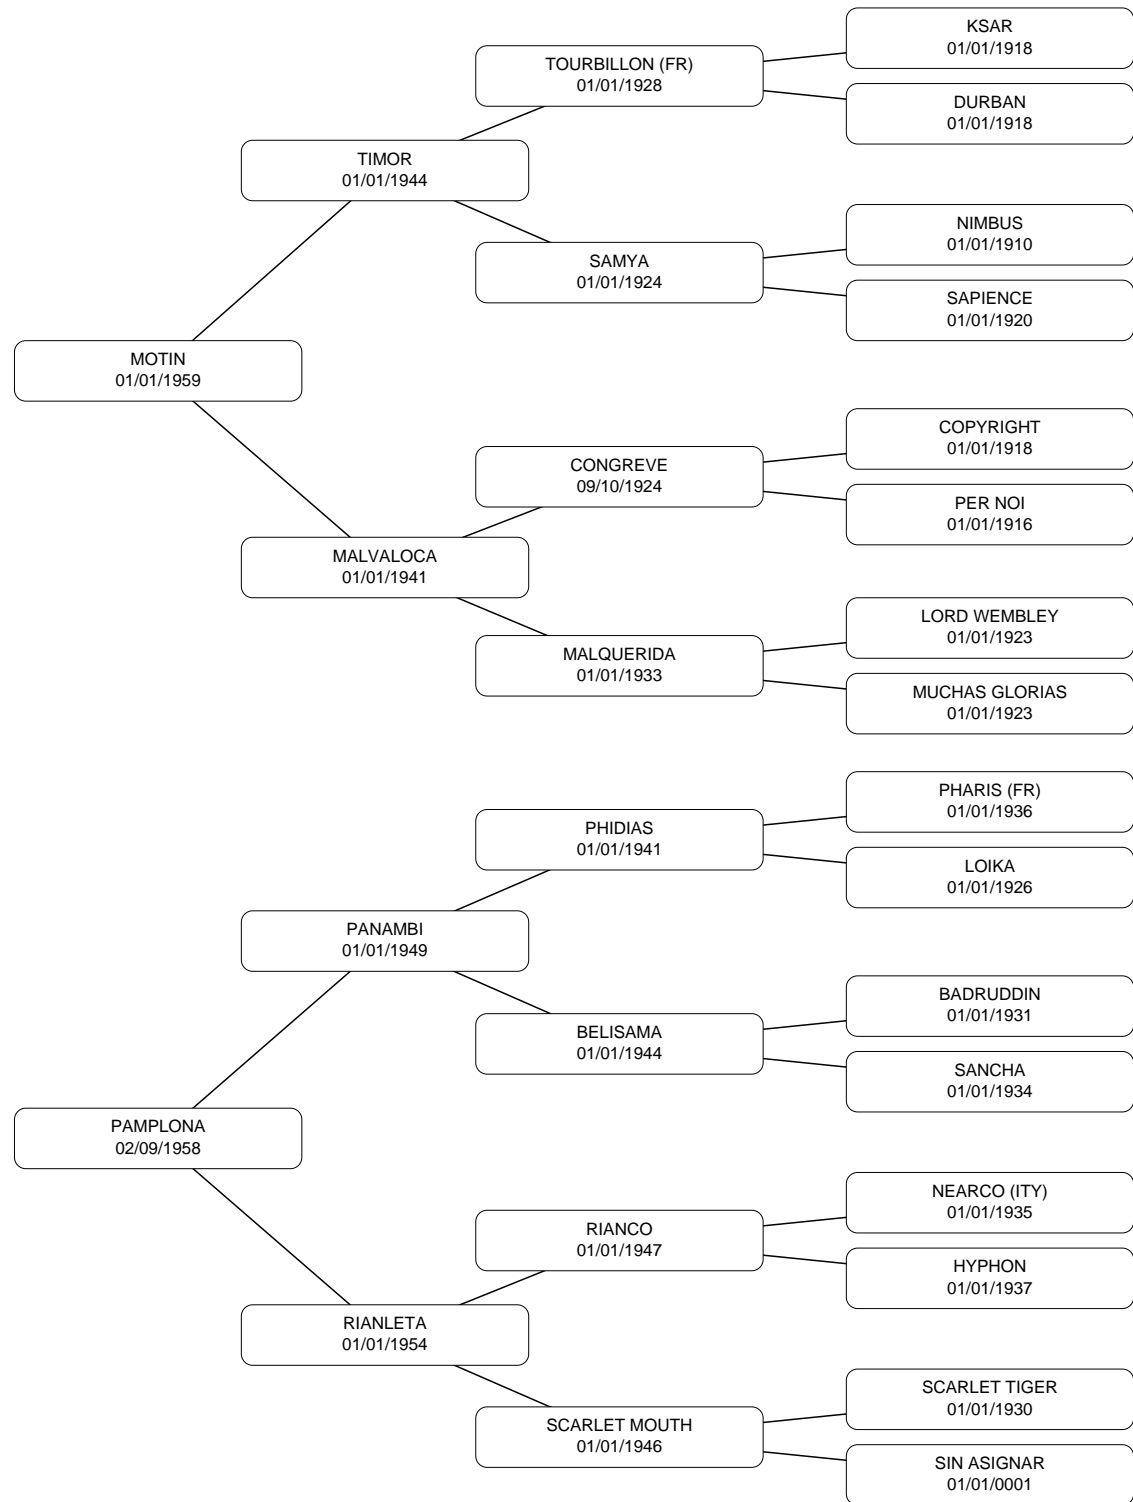 KSAR
01/01/1918
TOURBILLON (FR)
01/01/1928
DURBAN
01/01/1918
TIMOR
01/01/1944
NIMBUS
01/01/1910
SAMYA
01/01/1924
SAPIENCE
01/01/1920
MOTIN
01/01/1959
COPYRIGHT
01/01/1918
CONGREVE
09/10/1924
PER NOI
01/01/1916
MALVALOCA
01/01/1941
LORD WEMBLEY
01/01/1923
MALQUERIDA
01/01/1933
MUCHAS GLORIAS
01/01/1923
PHARIS (FR)
01/01/1936
PHIDIAS
01/01/1941
LOIKA
01/01/1926
PANAMBI
01/01/1949
BADRUDDIN
01/01/1931
BELISAMA
01/01/1944
SANCHA
01/01/1934
PAMPLONA
02/09/1958
NEARCO (ITY)
01/01/1935
RIANCO
01/01/1947
HYPHON
01/01/1937
RIANLETA
01/01/1954
SCARLET TIGER
01/01/1930
SCARLET MOUTH
01/01/1946
SIN ASIGNAR
01/01/0001